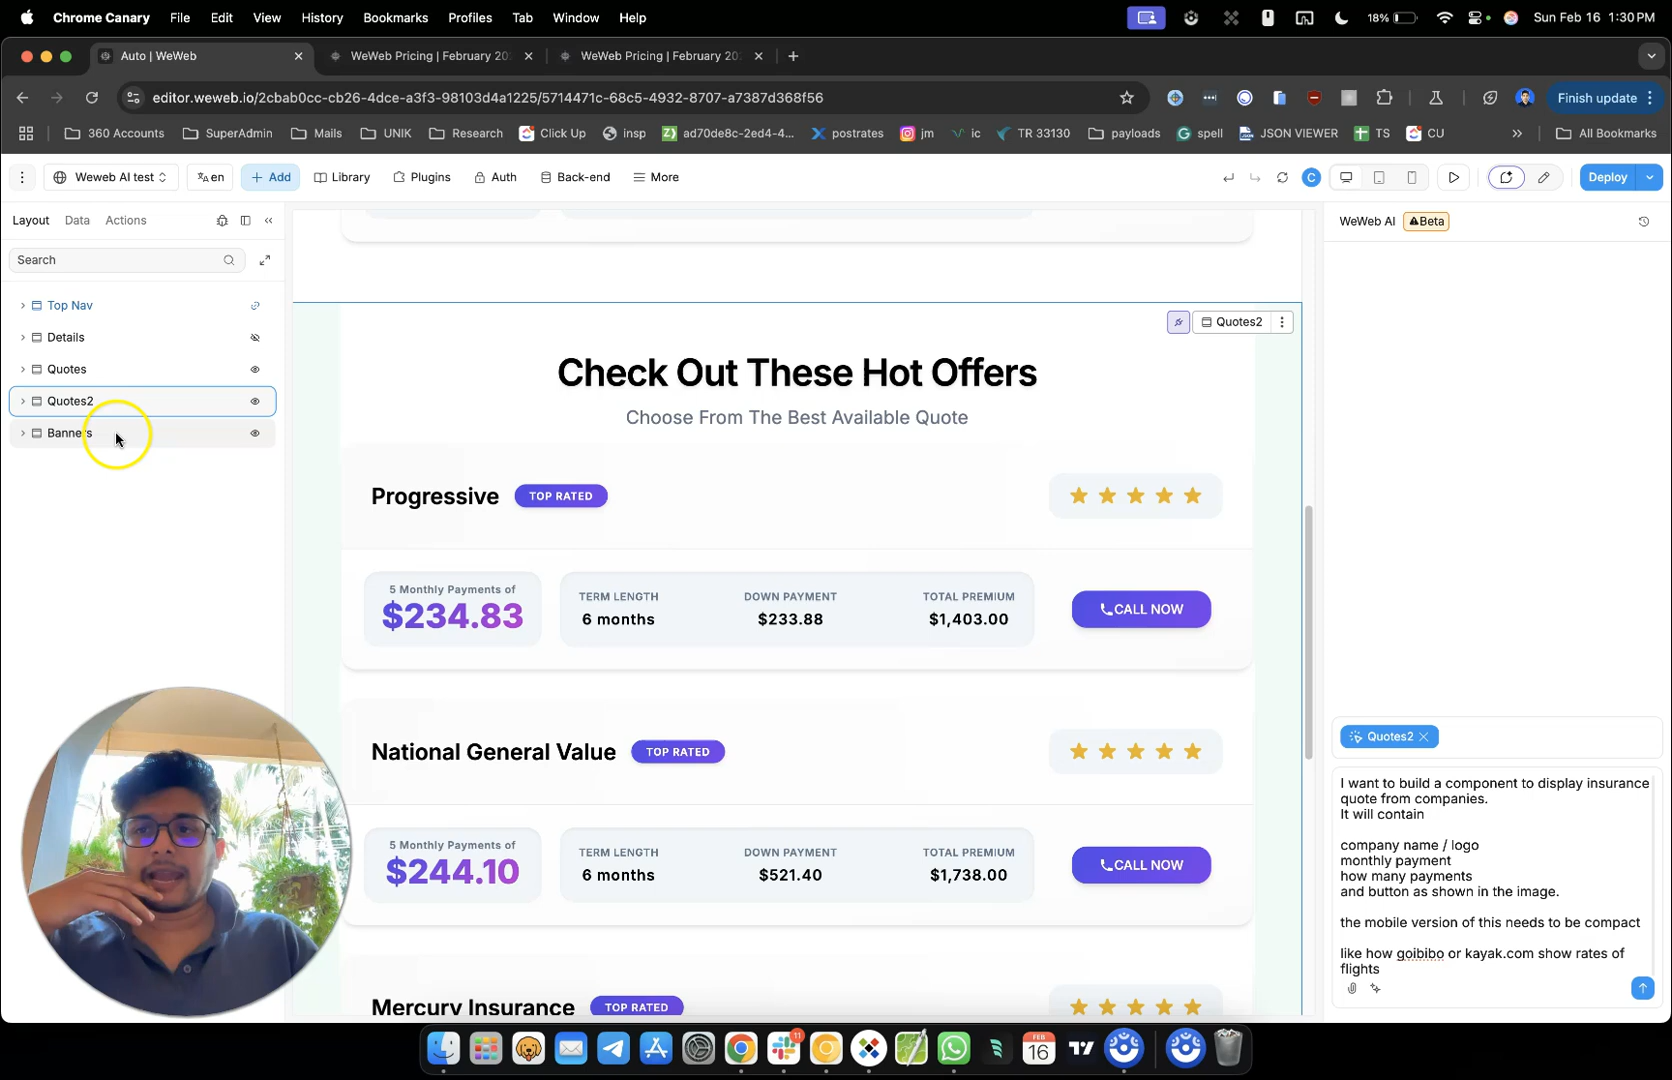 Chrome Canary File Edit View History Bookmarks Profiles Tab Window Help 18% Sun Feb 16 1:30 PM
Auto | WeWeb WeWeb Pricing | February 20 WeWeb Pricing | February 20
editor.weweb.io/2cbab0cc-cb26-4dce-a3f3-98103d4a1225/5714471c-68c5-4932-8707-a7387d368f56 Finish update
360 Accounts SuperAdmin Mails UNIK Research Click Up insp ad70de8c-2ed4-4... postrates jm ic TR 33130 payloads spell JSON VIEWER TS CU All Bookmarks
Weweb AI test en Add Library Plugins Auth Back-end More C Deploy
Layout Data Actions
WeWeb AI Beta
Search
Top Nav
Details
Quotes
Quotes2
Banners
Quotes2
Check Out These Hot Offers
Choose From The Best Available Quote
Progressive TOP RATED
5 Monthly Payments of
$234.83
TERM LENGTH DOWN PAYMENT TOTAL PREMIUM
6 months $233.88 $1,403.00
CALL NOW
National General Value TOP RATED
5 Monthly Payments of
$244.10
TERM LENGTH DOWN PAYMENT TOTAL PREMIUM
6 months $521.40 $1,738.00
CALL NOW
Mercury Insurance TOP RATED
Quotes2
I want to build a component to display insurance
quote from companies.
It will contain
company name / logo
monthly payment
how many payments
and button as shown in the image.
the mobile version of this needs to be compact
like how goibibo or kayak.com show rates of
flights
11
FEB
16